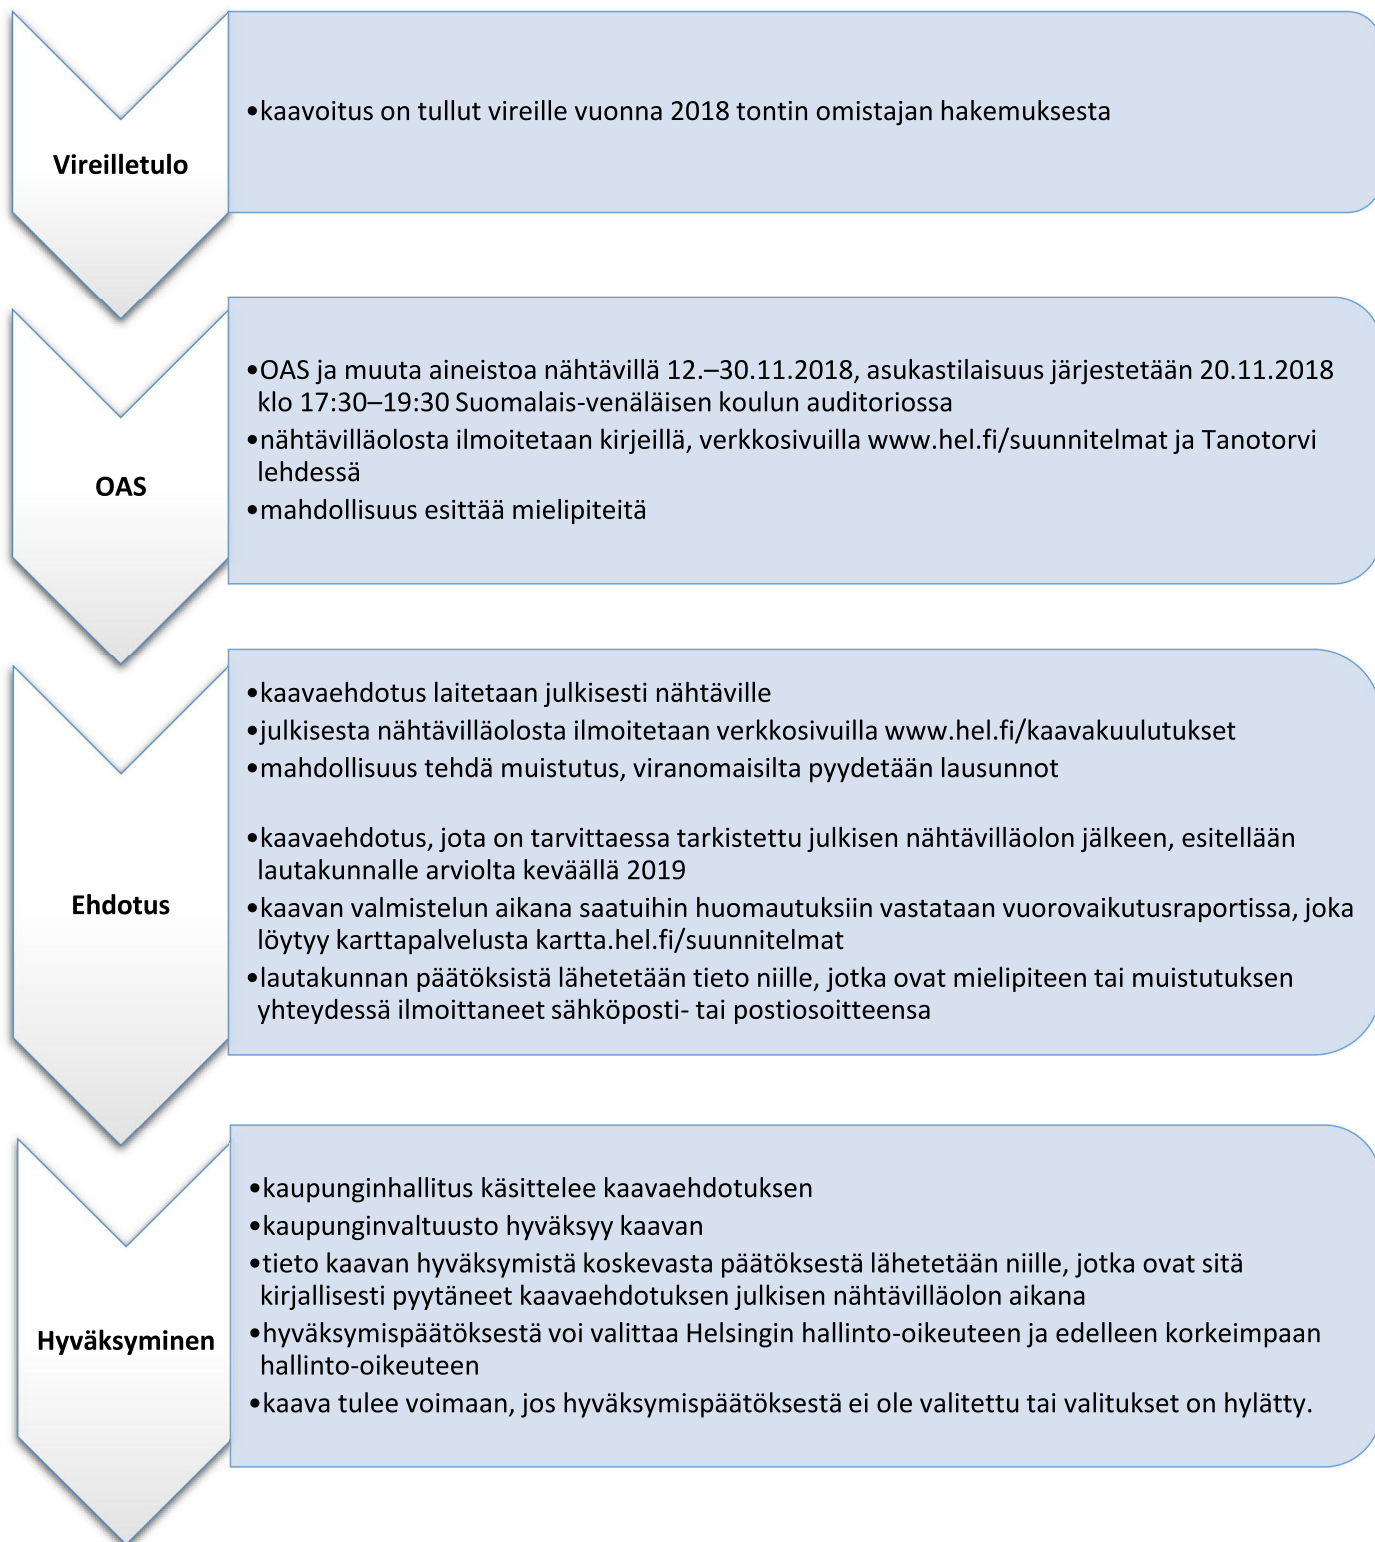 Vireilletulo
•kaavoitus on tullut vireille vuonna 2018 tontin omistajan hakemuksesta
OAS
•OAS ja muuta aineistoa nähtävillä 12.–30.11.2018, asukastilaisuus järjestetään 20.11.2018
klo 17:30–19:30 Suomalais-venäläisen koulun auditoriossa
•nähtävilläolosta ilmoitetaan kirjeillä, verkkosivuilla www.hel.fi/suunnitelmat ja Tanotorvi
lehdessä
•mahdollisuus esittää mielipiteitä
Ehdotus
•kaavaehdotus laitetaan julkisesti nähtäville
•julkisesta nähtävilläolosta ilmoitetaan verkkosivuilla www.hel.fi/kaavakuulutukset
•mahdollisuus tehdä muistutus, viranomaisilta pyydetään lausunnot
•kaavaehdotus, jota on tarvittaessa tarkistettu julkisen nähtävilläolon jälkeen, esitellään
lautakunnalle arviolta keväällä 2019
•kaavan valmistelun aikana saatuihin huomautuksiin vastataan vuorovaikutusraportissa, joka
löytyy karttapalvelusta kartta.hel.fi/suunnitelmat
•lautakunnan päätöksistä lähetetään tieto niille, jotka ovat mielipiteen tai muistutuksen
yhteydessä ilmoittaneet sähköposti- tai postiosoitteensa
Hyväksyminen
•kaupunginhallitus käsittelee kaavaehdotuksen
•kaupunginvaltuusto hyväksyy kaavan
•tieto kaavan hyväksymistä koskevasta päätöksestä lähetetään niille, jotka ovat sitä
kirjallisesti pyytäneet kaavaehdotuksen julkisen nähtävilläolon aikana
•hyväksymispäätöksestä voi valittaa Helsingin hallinto-oikeuteen ja edelleen korkeimpaan
hallinto-oikeuteen
•kaava tulee voimaan, jos hyväksymispäätöksestä ei ole valitettu tai valitukset on hylätty.